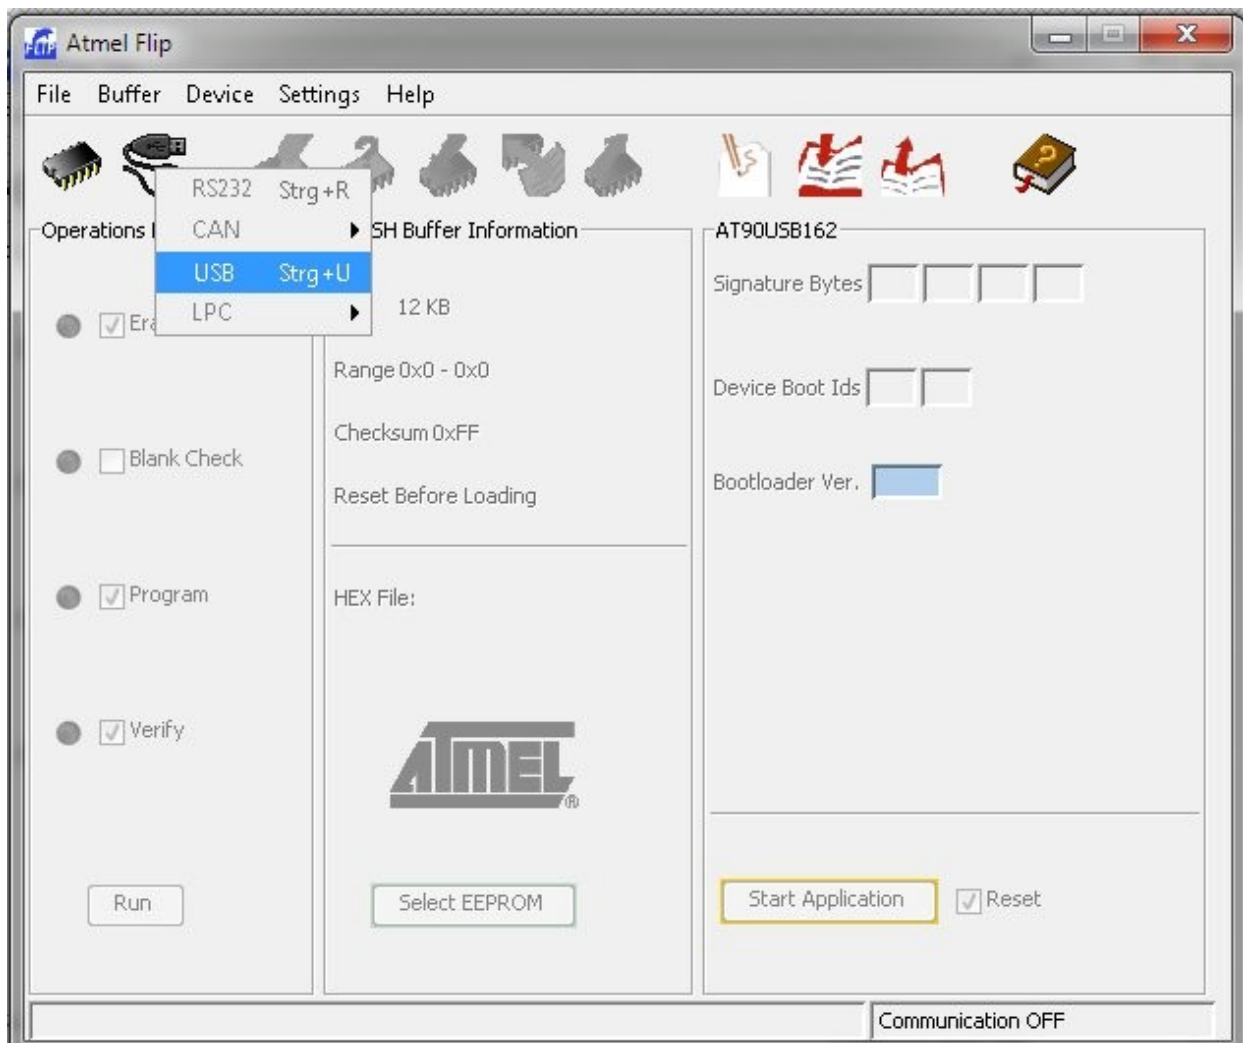 Atmel Flip
File Buffer Device Settings Help
RS232 Strg+R
CAN
USB Strg+U
LPC
Operations
SH Buffer Information
AT90USB162
Signature Bytes
12 KB
Range 0x0 - 0x0
Device Boot Ids
Blank Check
Checksum 0xFF
Reset Before Loading
Bootloader Ver.
Program
HEX File:
Verify
ATMEL®
Run
Select EEPROM
Start Application
Reset
Communication OFF